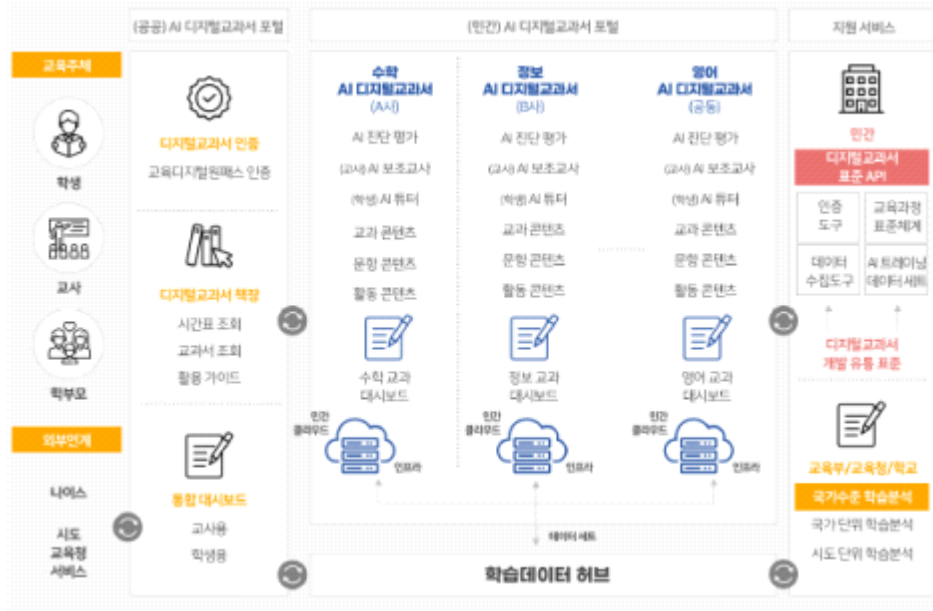 (공공) AI 디지털교과서 포털
(민간) AI 디지털교과서 포털
지원 서비스
교육주체
학생
교사
학부모
외부연계
나이스
시도
교육청
서비스
디지털교과서 인증
교육디지털원패스 인증
디지털교과서 책장
시간표 조회
교과서 조회
활용 가이드
통합 대시보드
교사용
학생용
수학
AI 디지털교과서
(A사)
AI 진단 평가
(교사) AI 보조교사
(학생) AI 튜터
교과 콘텐츠
문항 콘텐츠
활동 콘텐츠
수학 교과
대시보드
민간
클라우드
인프라
정보
AI 디지털교과서
(B사)
AI 진단 평가
(교사) AI 보조교사
(학생) AI 튜터
교과 콘텐츠
문항 콘텐츠
활동 콘텐츠
정보 교과
대시보드
민간
클라우드
인프라
영어
AI 디지털교과서
(공동)
AI 진단 평가
(교사) AI 보조교사
(학생) AI 튜터
교과 콘텐츠
문항 콘텐츠
활동 콘텐츠
영어 교과
대시보드
민간
클라우드
인프라
데이터 세트
학습데이터 허브
민간
디지털교과서
표준 API
인증
도구
교육과정
표준체계
데이터
수집도구
AI 트레이닝
데이터 세트
디지털교과서
개발 유통 표준
교육부/교육청/학교
국가수준 학습분석
국가 단위 학습분석
시도 단위 학습분석